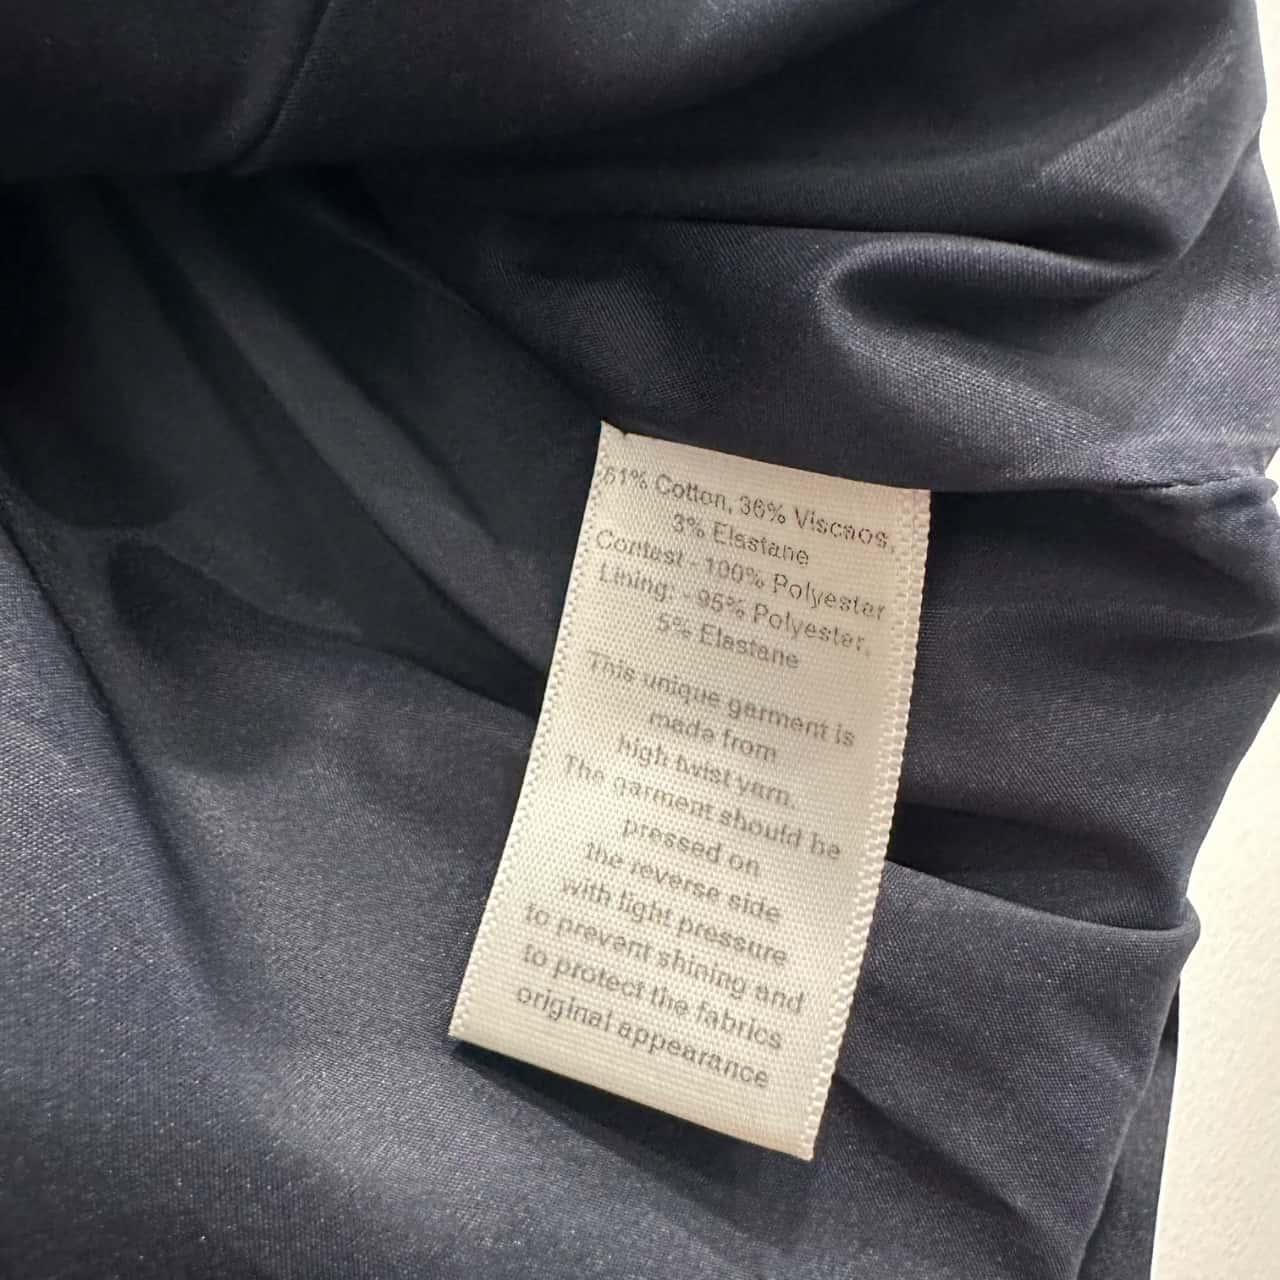 61% Cotton, 36% Viscaos,
3% Elastane
Contast - 100% Polyester
Lining: - 95% Polyester,
5% Elastane
This unique garment is
made from
high twist yarn.
The garment should be
pressed on
the reverse side
with light pressure
to prevent shining and
to protect the fabrics
original appearance